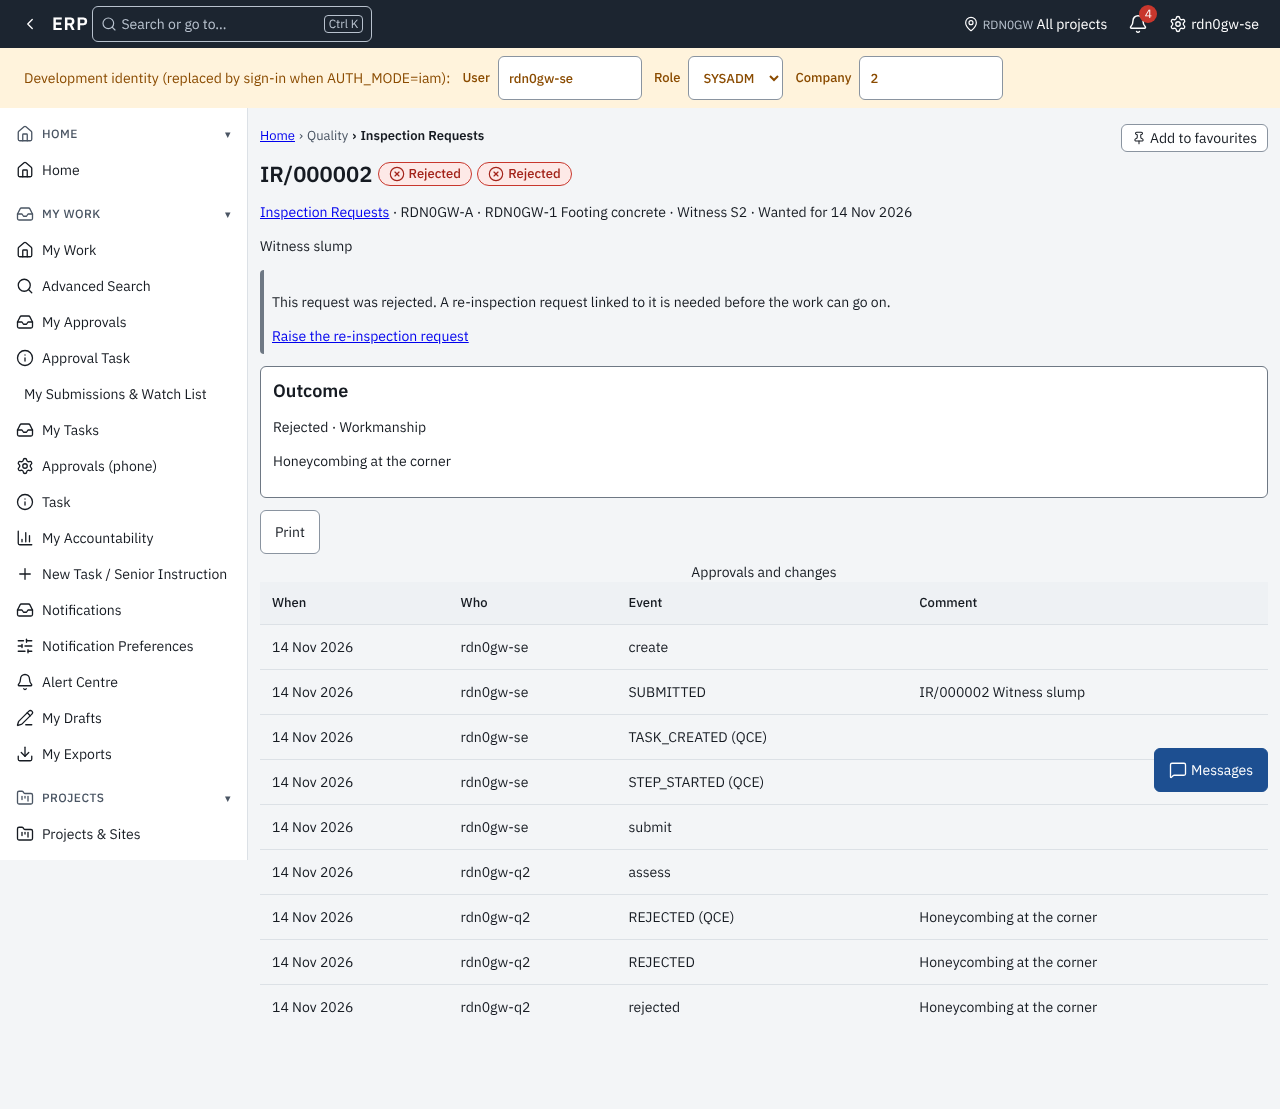 ERP Search or go to... Ctrl K RDN0GW All projects 4 rdn0gw-se
Development identity (replaced by sign-in when AUTH_MODE=iam): User rdn0gw-se Role SYSADM Company 2
HOME
Home
MY WORK
My Work
Advanced Search
My Approvals
Approval Task
My Submissions & Watch List
My Tasks
Approvals (phone)
Task
My Accountability
New Task / Senior Instruction
Notifications
Notification Preferences
Alert Centre
My Drafts
My Exports
PROJECTS
Projects & Sites
Home › Quality › Inspection Requests
Add to favourites
IR/000002 Rejected Rejected
Inspection Requests · RDN0GW-A · RDN0GW-1 Footing concrete · Witness S2 · Wanted for 14 Nov 2026
Witness slump
This request was rejected. A re-inspection request linked to it is needed before the work can go on.
Raise the re-inspection request
Outcome
Rejected · Workmanship
Honeycombing at the corner
Print
Approvals and changes
When Who Event Comment
14 Nov 2026 rdn0gw-se create
14 Nov 2026 rdn0gw-se SUBMITTED IR/000002 Witness slump
14 Nov 2026 rdn0gw-se TASK_CREATED (QCE)
14 Nov 2026 rdn0gw-se STEP_STARTED (QCE)
Messages
14 Nov 2026 rdn0gw-se submit
14 Nov 2026 rdn0gw-q2 assess
14 Nov 2026 rdn0gw-q2 REJECTED (QCE) Honeycombing at the corner
14 Nov 2026 rdn0gw-q2 REJECTED Honeycombing at the corner
14 Nov 2026 rdn0gw-q2 rejected Honeycombing at the corner